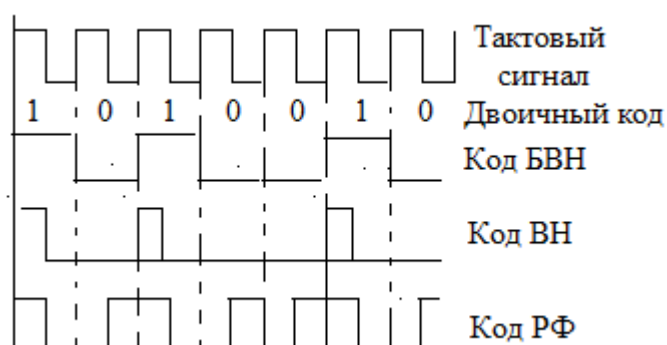 Тактовый
сигнал
1 0 1 0 0 1 0 Двоичный код
Код БВН
Код ВН
Код РФ